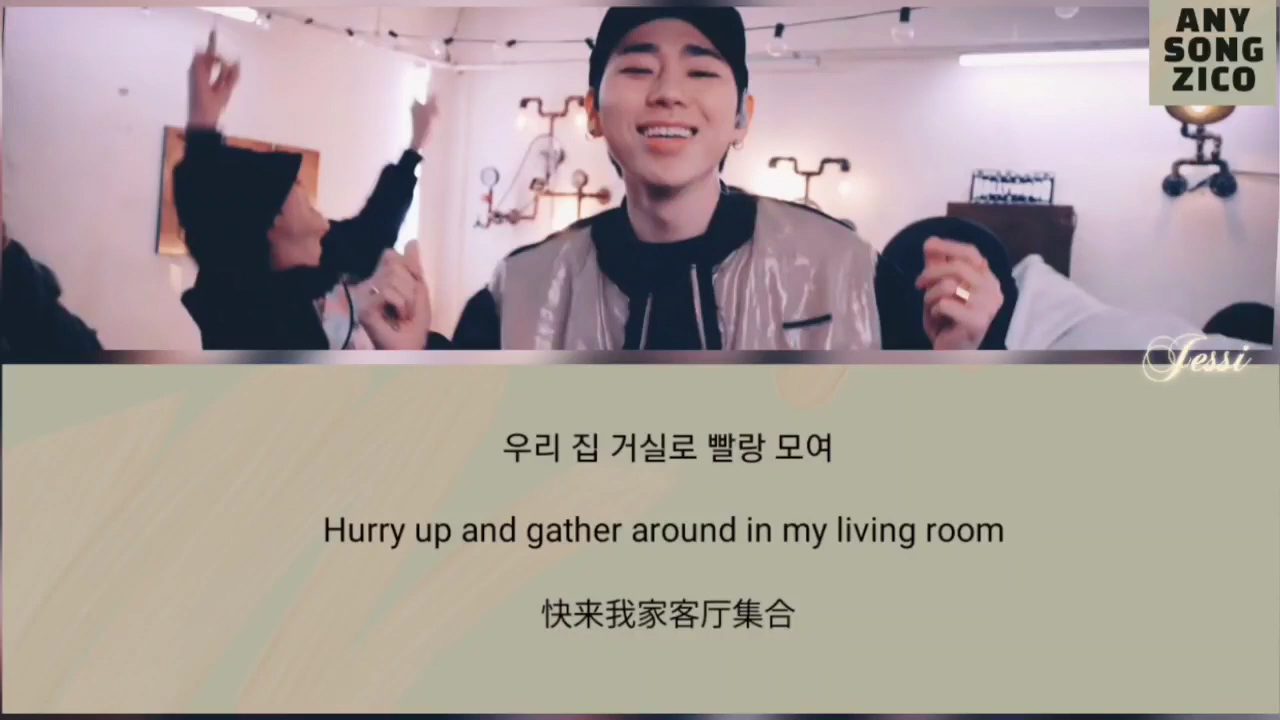 ANY
SONG
ZICO
Jessi
우리 집 거실로 빨랑 모여
Hurry up and gather around in my living room
快来我家客厅集合